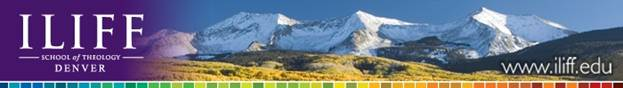 ILIFF
SCHOOL of THEOLOGY
DENVER
www.iliff.edu